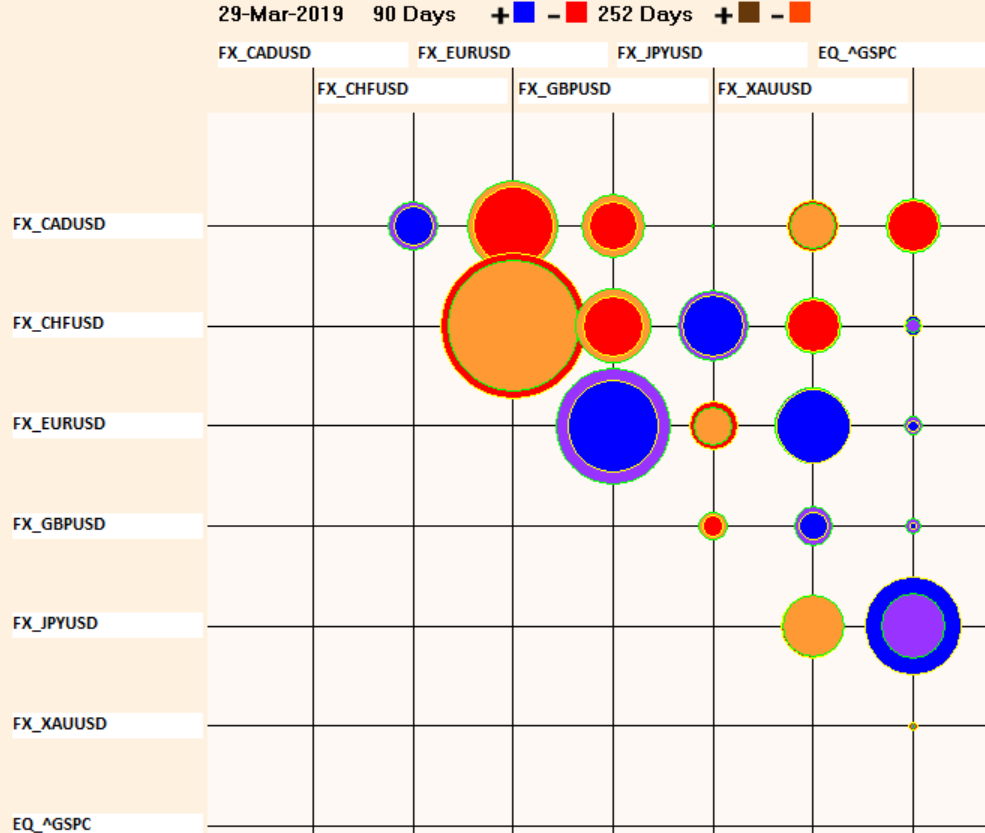 29-Mar-2019 90 Days + - 252 Days + -
FX_CADUSD FX_EURUSD FX_JPYUSD EQ_^GSPC
FX_CHFUSD FX_GBPUSD FX_XAUUSD
FX_CADUSD
FX_CHFUSD
FX_EURUSD
FX_GBPUSD
FX_JPYUSD
FX_XAUUSD
EQ_^GSPC